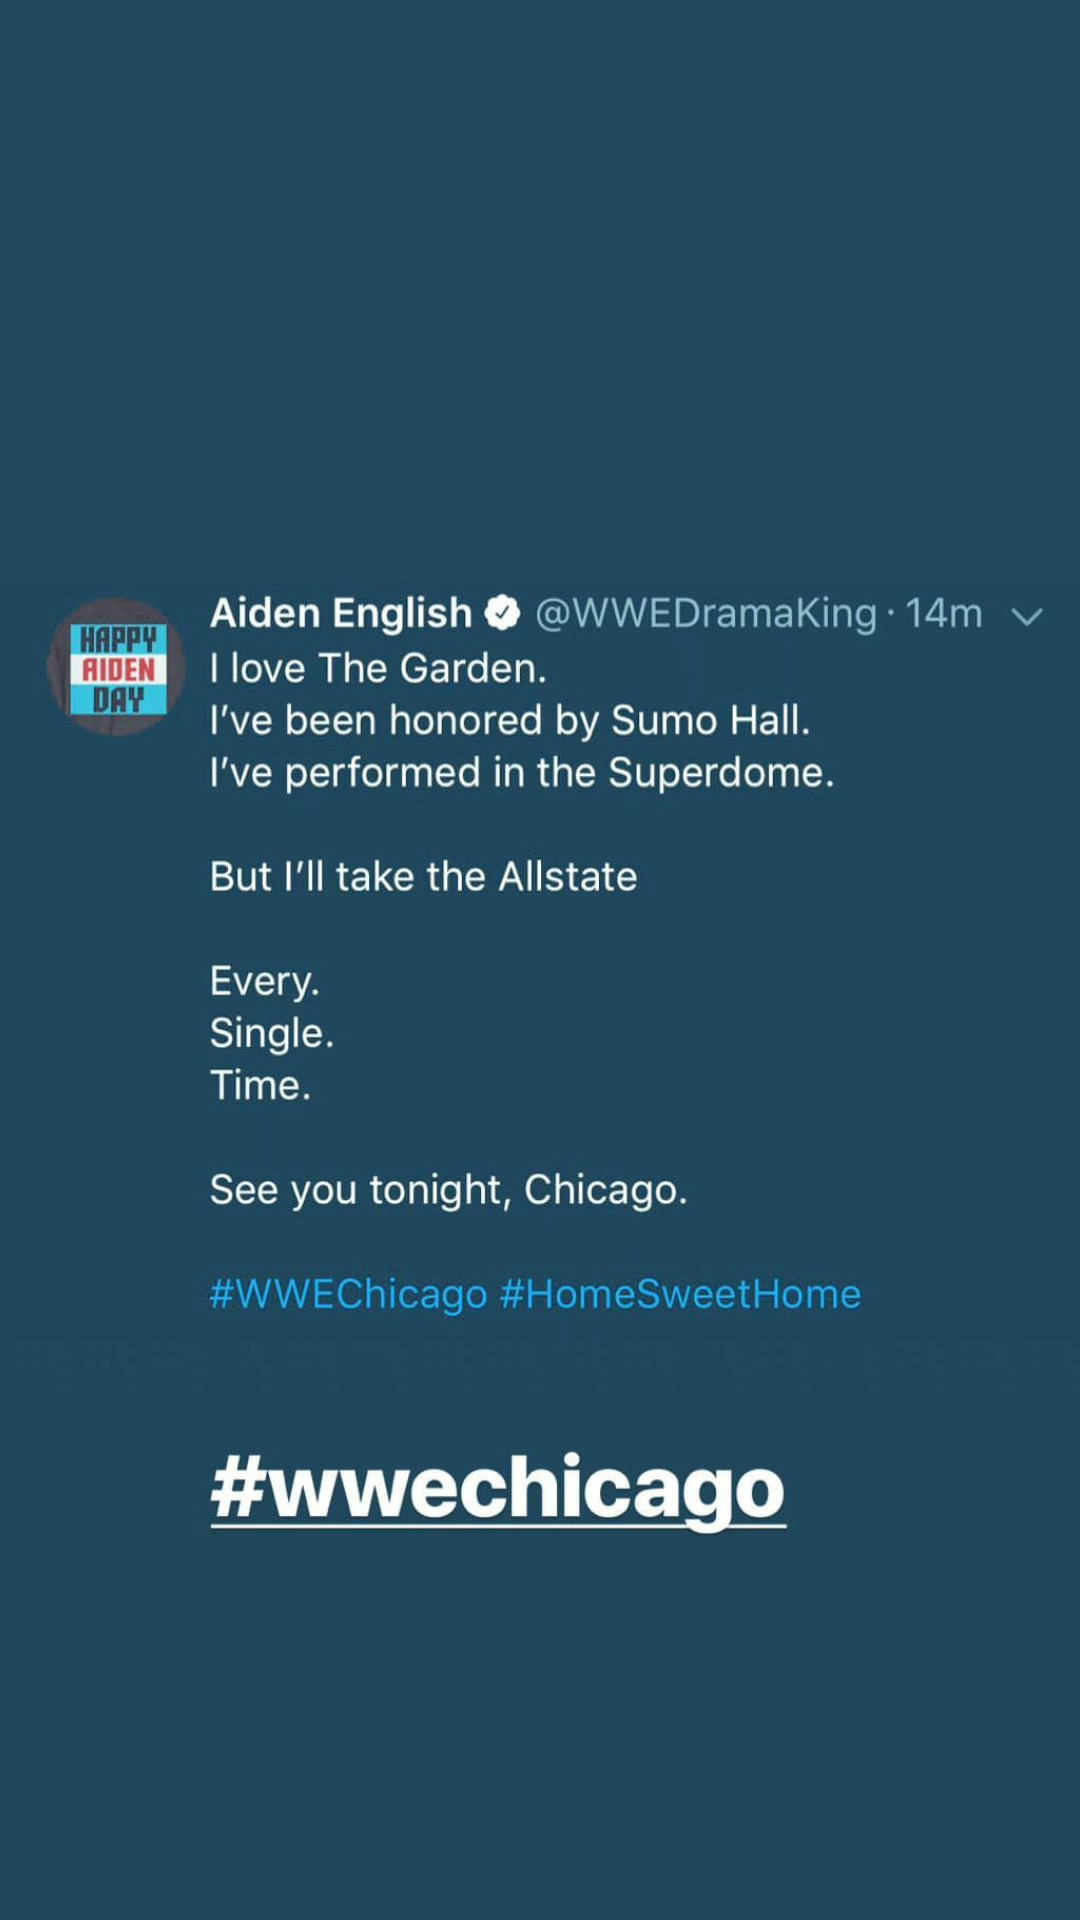 HAPPY
AIDEN
DAY
Aiden English @WWEDramaKing · 14m
I love The Garden.
I've been honored by Sumo Hall.
I've performed in the Superdome.
But I'll take the Allstate
Every.
Single.
Time.
See you tonight, Chicago.
#WWEChicago #HomeSweetHome
#wwechicago